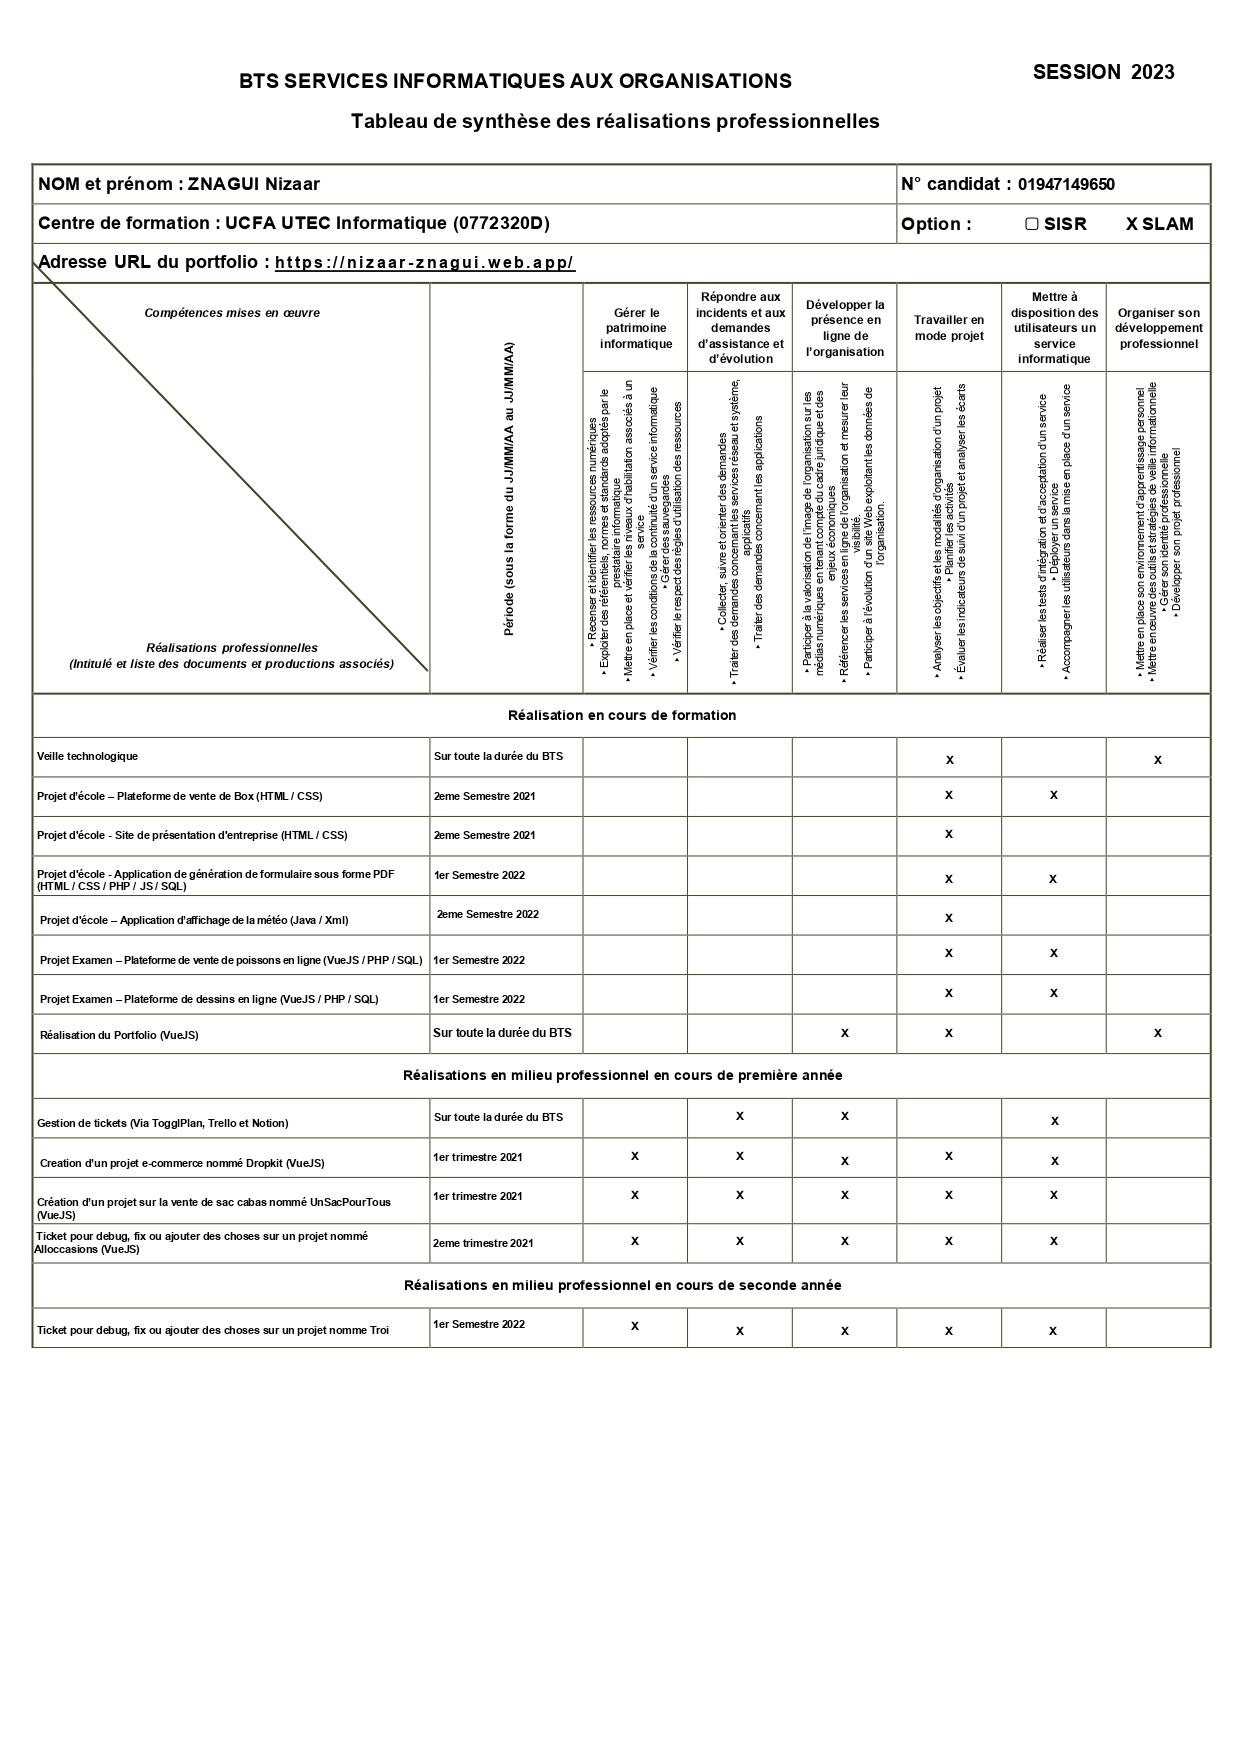 SESSION 2023
BTS SERVICES INFORMATIQUES AUX ORGANISATIONS
Tableau de synthèse des réalisations professionnelles
NOM et prénom : ZNAGUI Nizaar
N° candidat : 01947149650
Centre de formation : UCFA UTEC Informatique (0772320D)
Option : ▢ SISR X SLAM
Adresse URL du portfolio : https://nizaar-znagui.web.app/
Compétences mises en œuvre
Réalisations professionnelles
(Intitulé et liste des documents et productions associés)
Période (sous la forme du JJ/MM/AA au JJ/MM/AA)
Gérer le
patrimoine
informatique
Répondre aux
incidents et aux
demandes
d’assistance et
d’évolution
Développer la
présence en
ligne de
l’organisation
Travailler en
mode projet
Mettre à
disposition des
utilisateurs un
service
informatique
Organiser son
développement
professionnel
‣ Recenser et identifier les ressources numériques
‣ Exploiter des référentiels, normes et standards adoptés par le
prestataire informatique
‣ Mettre en place et vérifier les niveaux d’habilitation associés à un
service
‣ Vérifier les conditions de la continuité d’un service informatique
‣ Gérer des sauvegardes
‣ Vérifier le respect des règles d’utilisation des ressources
‣ Collecter, suivre et orienter des demandes
‣ Traiter des demandes concernant les services réseau et système,
applicatifs
‣ Traiter des demandes concernant les applications
‣ Participer à la valorisation de l’image de l’organisation sur les
médias numériques en tenant compte du cadre juridique et des
enjeux économiques
‣ Référencer les services en ligne de l’organisation et mesurer leur
visibilité.
‣ Participer à l’évolution d’un site Web exploitant les données de
l’organisation.
‣ Analyser les objectifs et les modalités d’organisation d’un projet
‣ Planifier les activités
‣ Évaluer les indicateurs de suivi d’un projet et analyser les écarts
‣ Réaliser les tests d’intégration et d’acceptation d’un service
‣ Déployer un service
‣ Accompagner les utilisateurs dans la mise en place d’un service
‣ Mettre en place son environnement d’apprentissage personnel
‣ Mettre en œuvre des outils et stratégies de veille informationnelle
‣ Gérer son identité professionnelle
‣ Développer son projet professionnel
Réalisation en cours de formation
Veille technologique Sur toute la durée du BTS X X
Projet d’école – Plateforme de vente de Box (HTML / CSS) 2eme Semestre 2021 X X
Projet d'école - Site de présentation d'entreprise (HTML / CSS) 2eme Semestre 2021 X
Projet d'école - Application de génération de formulaire sous forme PDF
(HTML / CSS / PHP / JS / SQL) 1er Semestre 2022 X X
Projet d'école – Application d’affichage de la météo (Java / Xml) 2eme Semestre 2022 X
Projet Examen – Plateforme de vente de poissons en ligne (VueJS / PHP / SQL) 1er Semestre 2022 X X
Projet Examen – Plateforme de dessins en ligne (VueJS / PHP / SQL) 1er Semestre 2022 X X
Réalisation du Portfolio (VueJS) Sur toute la durée du BTS X X X
Réalisations en milieu professionnel en cours de première année
Gestion de tickets (Via TogglPlan, Trello et Notion) Sur toute la durée du BTS X X X
Creation d’un projet e-commerce nommé Dropkit (VueJS) 1er trimestre 2021 X X X X X
Création d’un projet sur la vente de sac cabas nommé UnSacPourTous
(VueJS) 1er trimestre 2021 X X X X X
Ticket pour debug, fix ou ajouter des choses sur un projet nommé
Alloccasions (VueJS) 2eme trimestre 2021 X X X X X
Réalisations en milieu professionnel en cours de seconde année
Ticket pour debug, fix ou ajouter des choses sur un projet nomme Troi 1er Semestre 2022 X X X X X